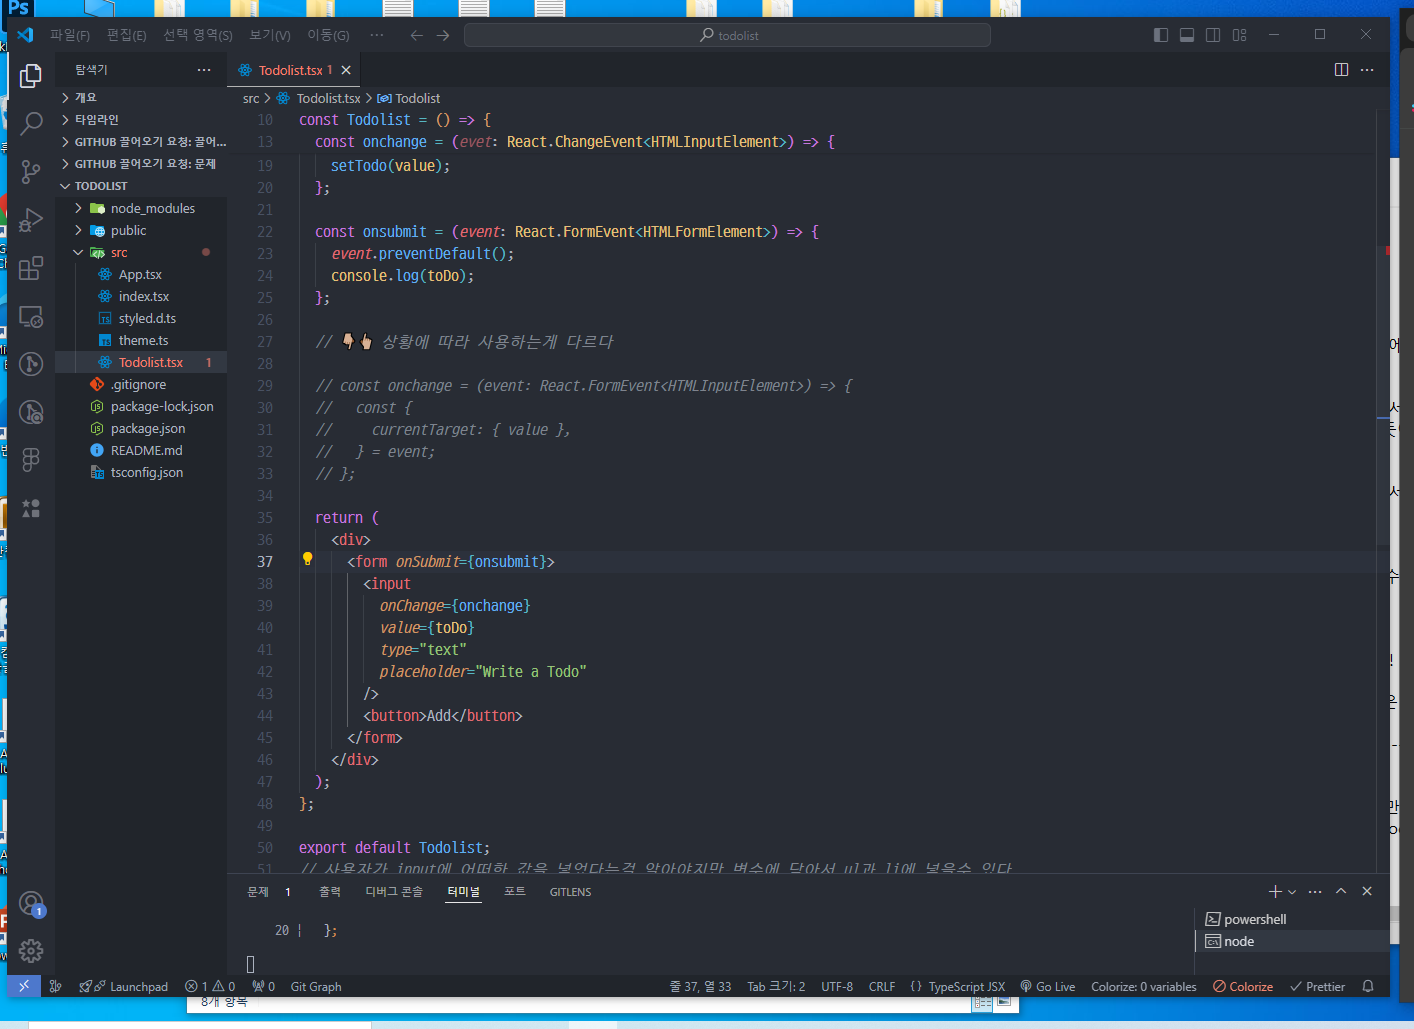 Ps
파일(F) 편집(E) 선택 영역(S) 보기(V) 이동(G) ··· todolist
탐색기 ···
Todolist.tsx 1
개요
타임라인
GITHUB 끌어오기 요청: 끌어...
GITHUB 끌어오기 요청: 문제
TODOLIST
node_modules
public
src
App.tsx
index.tsx
styled.d.ts
theme.ts
Todolist.tsx 1
.gitignore
package-lock.json
package.json
README.md
tsconfig.json
src > Todolist.tsx > Todolist
10 const Todolist = () => {
13 const onchange = (evet: React.ChangeEvent<HTMLInputElement>) => {
19 setTodo(value);
20 };
21
22 const onsubmit = (event: React.FormEvent<HTMLFormElement>) => {
23 event.preventDefault();
24 console.log(toDo);
25 };
26
27 // 👇🏽👆🏽 상황에 따라 사용하는게 다르다
28
29 // const onchange = (event: React.FormEvent<HTMLInputElement>) => {
30 // const {
31 // currentTarget: { value },
32 // } = event;
33 // };
34
35 return (
36 <div>
37 <form onSubmit={onsubmit}>
38 <input
39 onChange={onchange}
40 value={toDo}
41 type="text"
42 placeholder="Write a Todo"
43 />
44 <button>Add</button>
45 </form>
46 </div>
47 );
48 };
49
50 export default Todolist;
51 // 사용자가 input에 어떠한 값을 넣었다는걸 알아야지만 변수에 담아서 ul과 li에 넣을수 있다
문제 1 출력 디버그 콘솔 터미널 포트 GITLENS
20 | };
powershell
node
1
Launchpad 1 0 0 Git Graph 줄 37, 열 33 Tab 크기: 2 UTF-8 CRLF {} TypeScript JSX Go Live Colorize: 0 variables Colorize Prettier
8개 항목